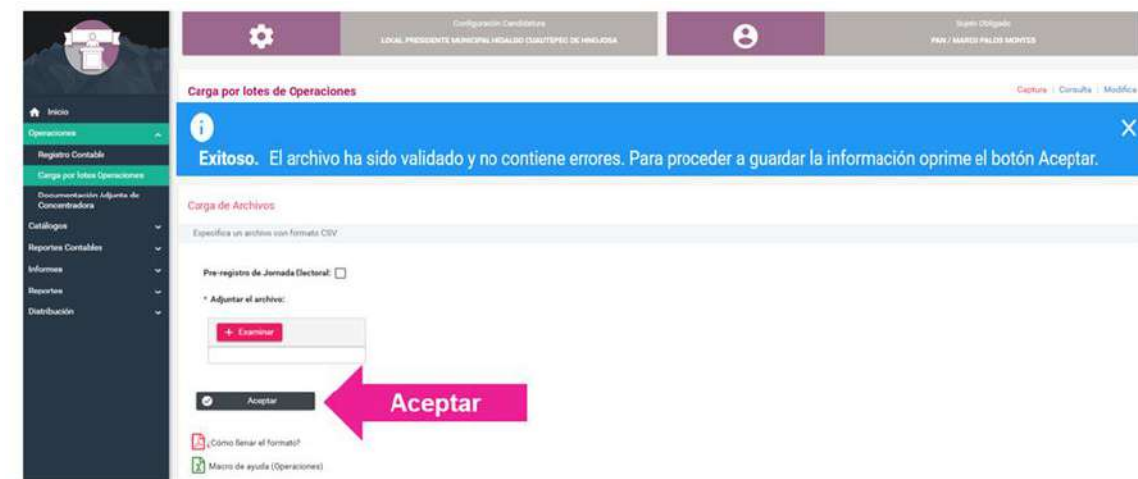 Configuración Candidatura
LOCAL PRESIDENTE MUNICIPAL HIDALGO CUAUTEPEC DE HINOJOSA
Sujeto Obligado
PAN / MARCO PALOS MONTES
Carga por lotes de Operaciones
Captura | Consulta | Modifica
Inicio
Operaciones
Registro Contable
Carga por lotes Operaciones
Documentación Adjunta de
Concentradora
Catálogos
Reportes Contables
Informes
Reportes
Distribución
i
Exitoso. El archivo ha sido validado y no contiene errores. Para proceder a guardar la información oprime el botón Aceptar.
X
Carga de Archivos
Especifica un archivo con formato CSV
Pre-registro de Jornada Electoral:
* Adjuntar el archivo:
+ Examinar
Aceptar
Aceptar
¿Cómo llenar el formato?
Macro de ayuda (Operaciones)